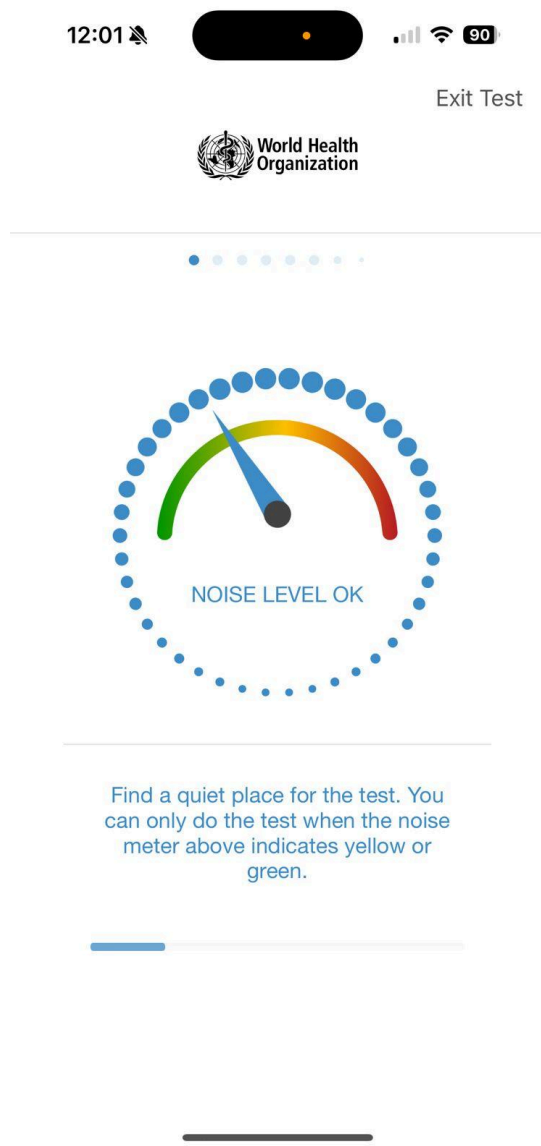 12:01
90
Exit Test
World Health
Organization
NOISE LEVEL OK
Find a quiet place for the test. You
can only do the test when the noise
meter above indicates yellow or
green.